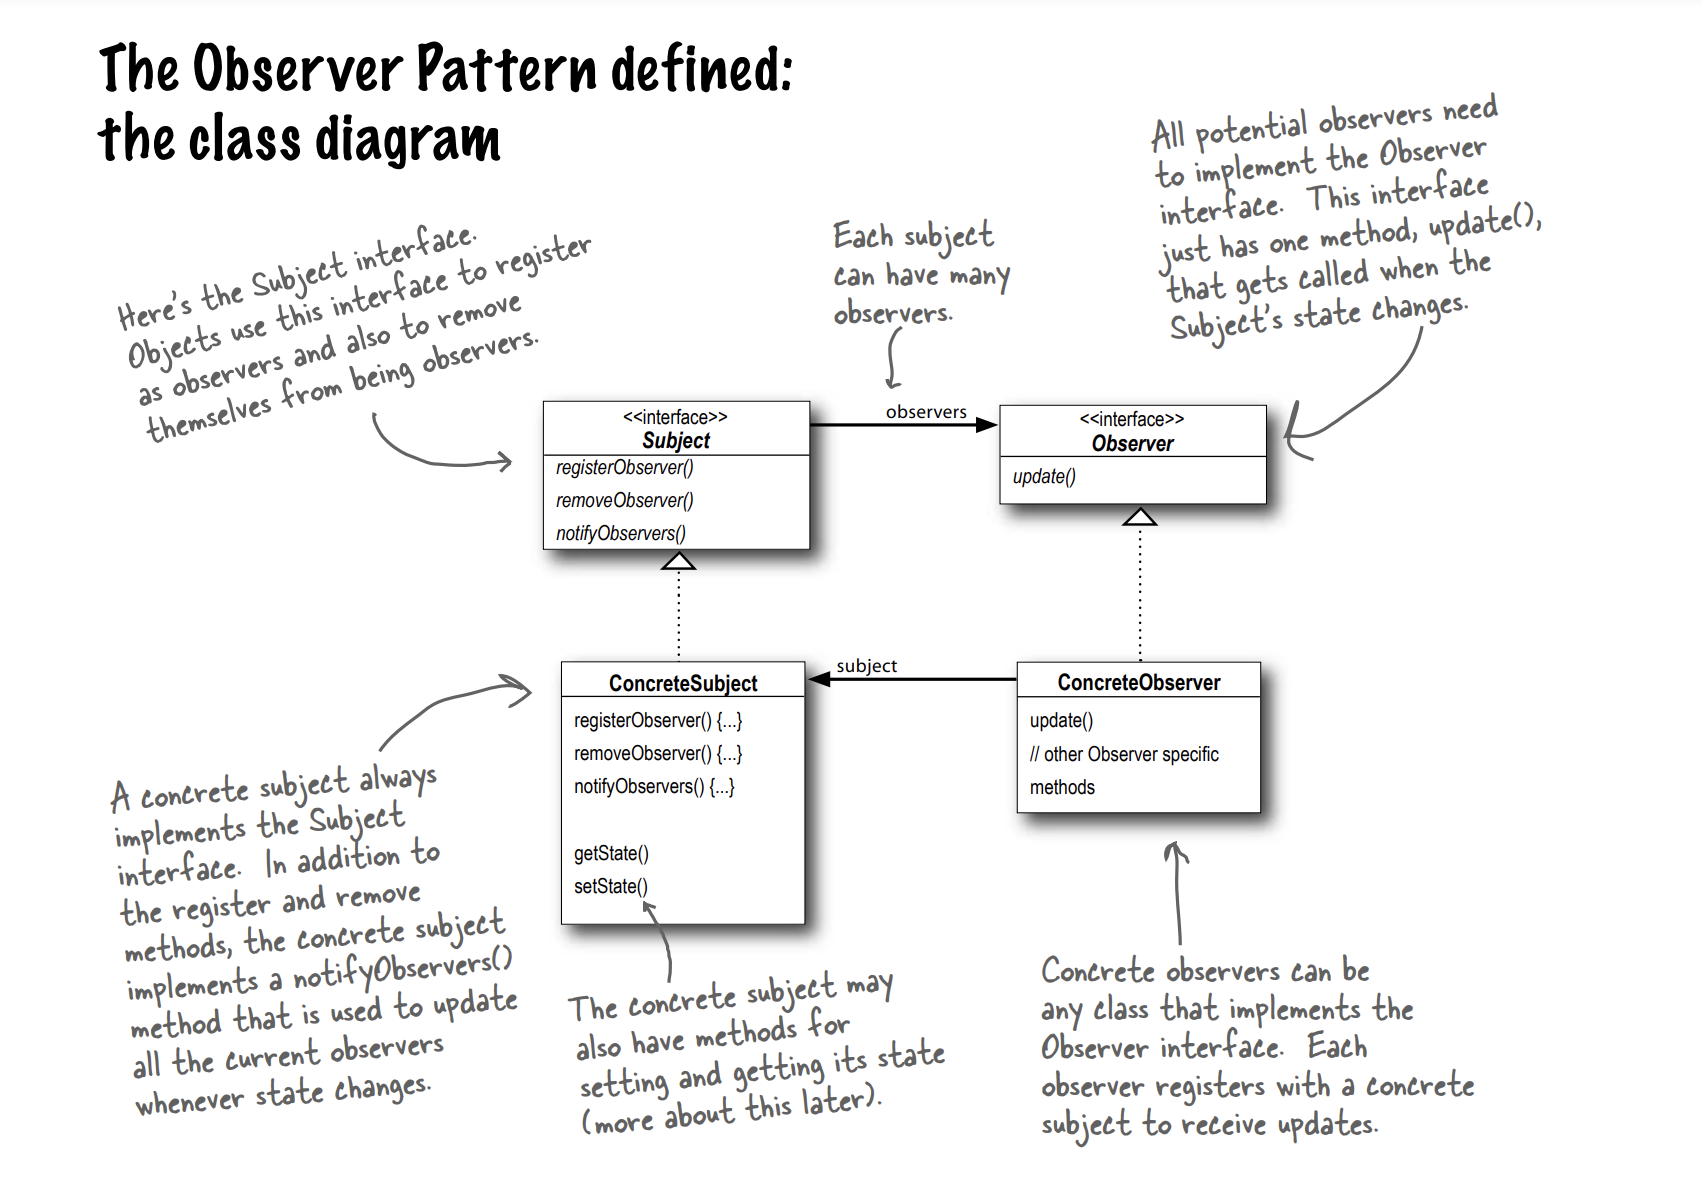 The Observer Pattern defined:
the class diagram
All potential observers need
to implement the Observer
interface. This interface
just has one method, update(),
that gets called when the
Subject's state changes.
Each subject
can have many
observers.
Here's the Subject interface.
Objects use this interface to register
as observers and also to remove
themselves from being observers.
<<interface>>
Subject
registerObserver()
removeObserver()
notifyObservers()
observers
<<interface>>
Observer
update()
ConcreteSubject
registerObserver() {...}
removeObserver() {...}
notifyObservers() {...}
getState()
setState()
subject
ConcreteObserver
update()
// other Observer specific
methods
A concrete subject always
implements the Subject
interface. In addition to
the register and remove
methods, the concrete subject
implements a notifyObservers()
method that is used to update
all the current observers
whenever state changes.
The concrete subject may
also have methods for
setting and getting its state
(more about this later).
Concrete observers can be
any class that implements the
Observer interface. Each
observer registers with a concrete
subject to receive updates.